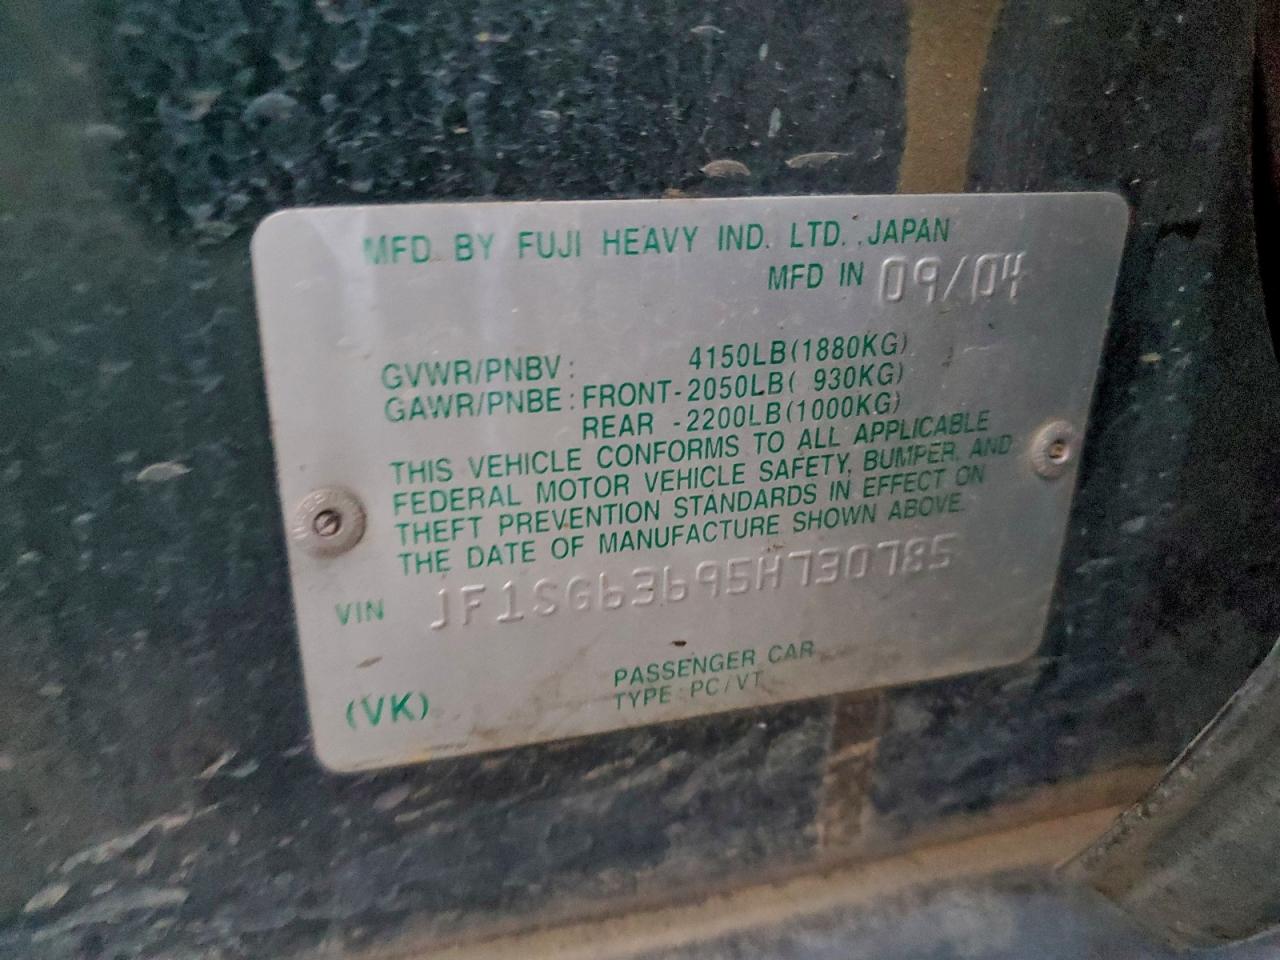 MFD. BY FUJI HEAVY IND. LTD. JAPAN
MFD IN 09/04
GVWR/PNBV: 4150LB(1880KG)
GAWR/PNBE: FRONT-2050LB( 930KG)
REAR -2200LB(1000KG)
THIS VEHICLE CONFORMS TO ALL APPLICABLE
FEDERAL MOTOR VEHICLE SAFETY, BUMPER, AND
THEFT PREVENTION STANDARDS IN EFFECT ON
THE DATE OF MANUFACTURE SHOWN ABOVE.
VIN JF1SG63695H730785
PASSENGER CAR
(VK) TYPE:PC/VT